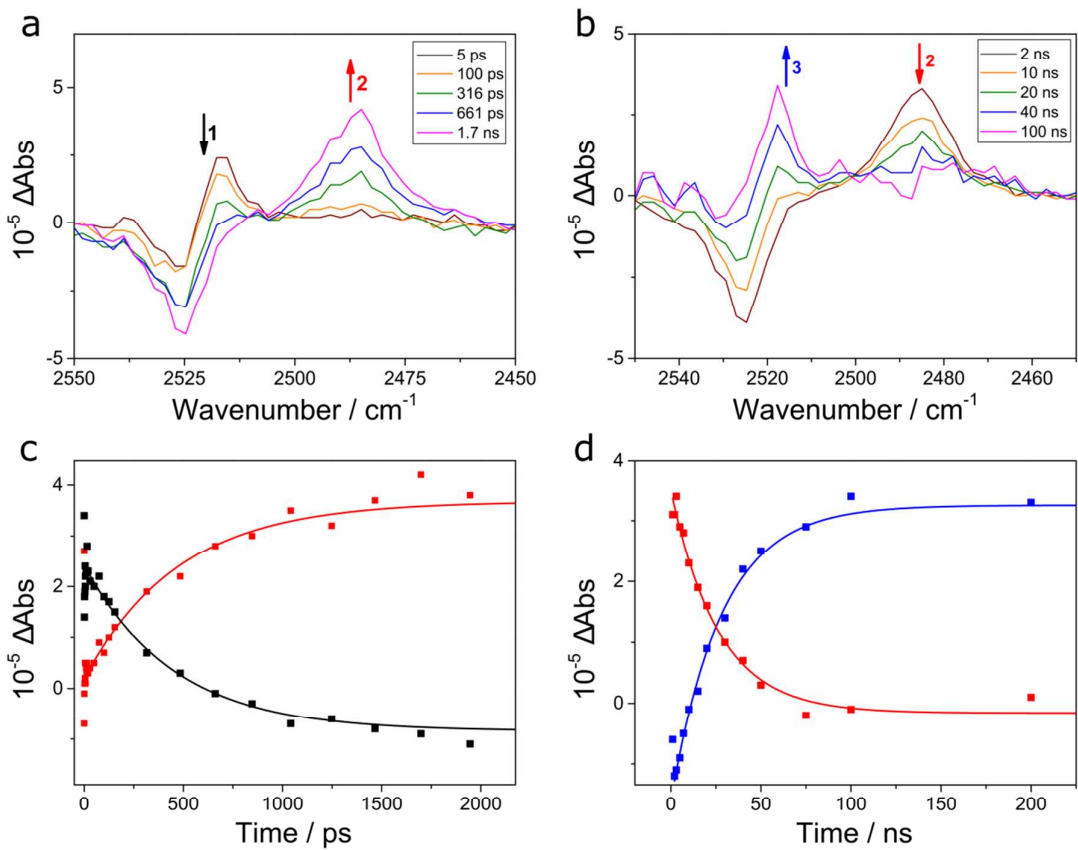 a
5
0
-5
10⁻⁵ ΔAbs
2550 2525 2500 2475 2450
Wavenumber / cm⁻¹
1
2
5 ps
100 ps
316 ps
661 ps
1.7 ns
b
5
0
-5
10⁻⁵ ΔAbs
2540 2520 2500 2480 2460
Wavenumber / cm⁻¹
3
2
2 ns
10 ns
20 ns
40 ns
100 ns
c
4
2
0
10⁻⁵ ΔAbs
0 500 1000 1500 2000
Time / ps
d
4
2
0
10⁻⁵ ΔAbs
0 50 100 150 200
Time / ns